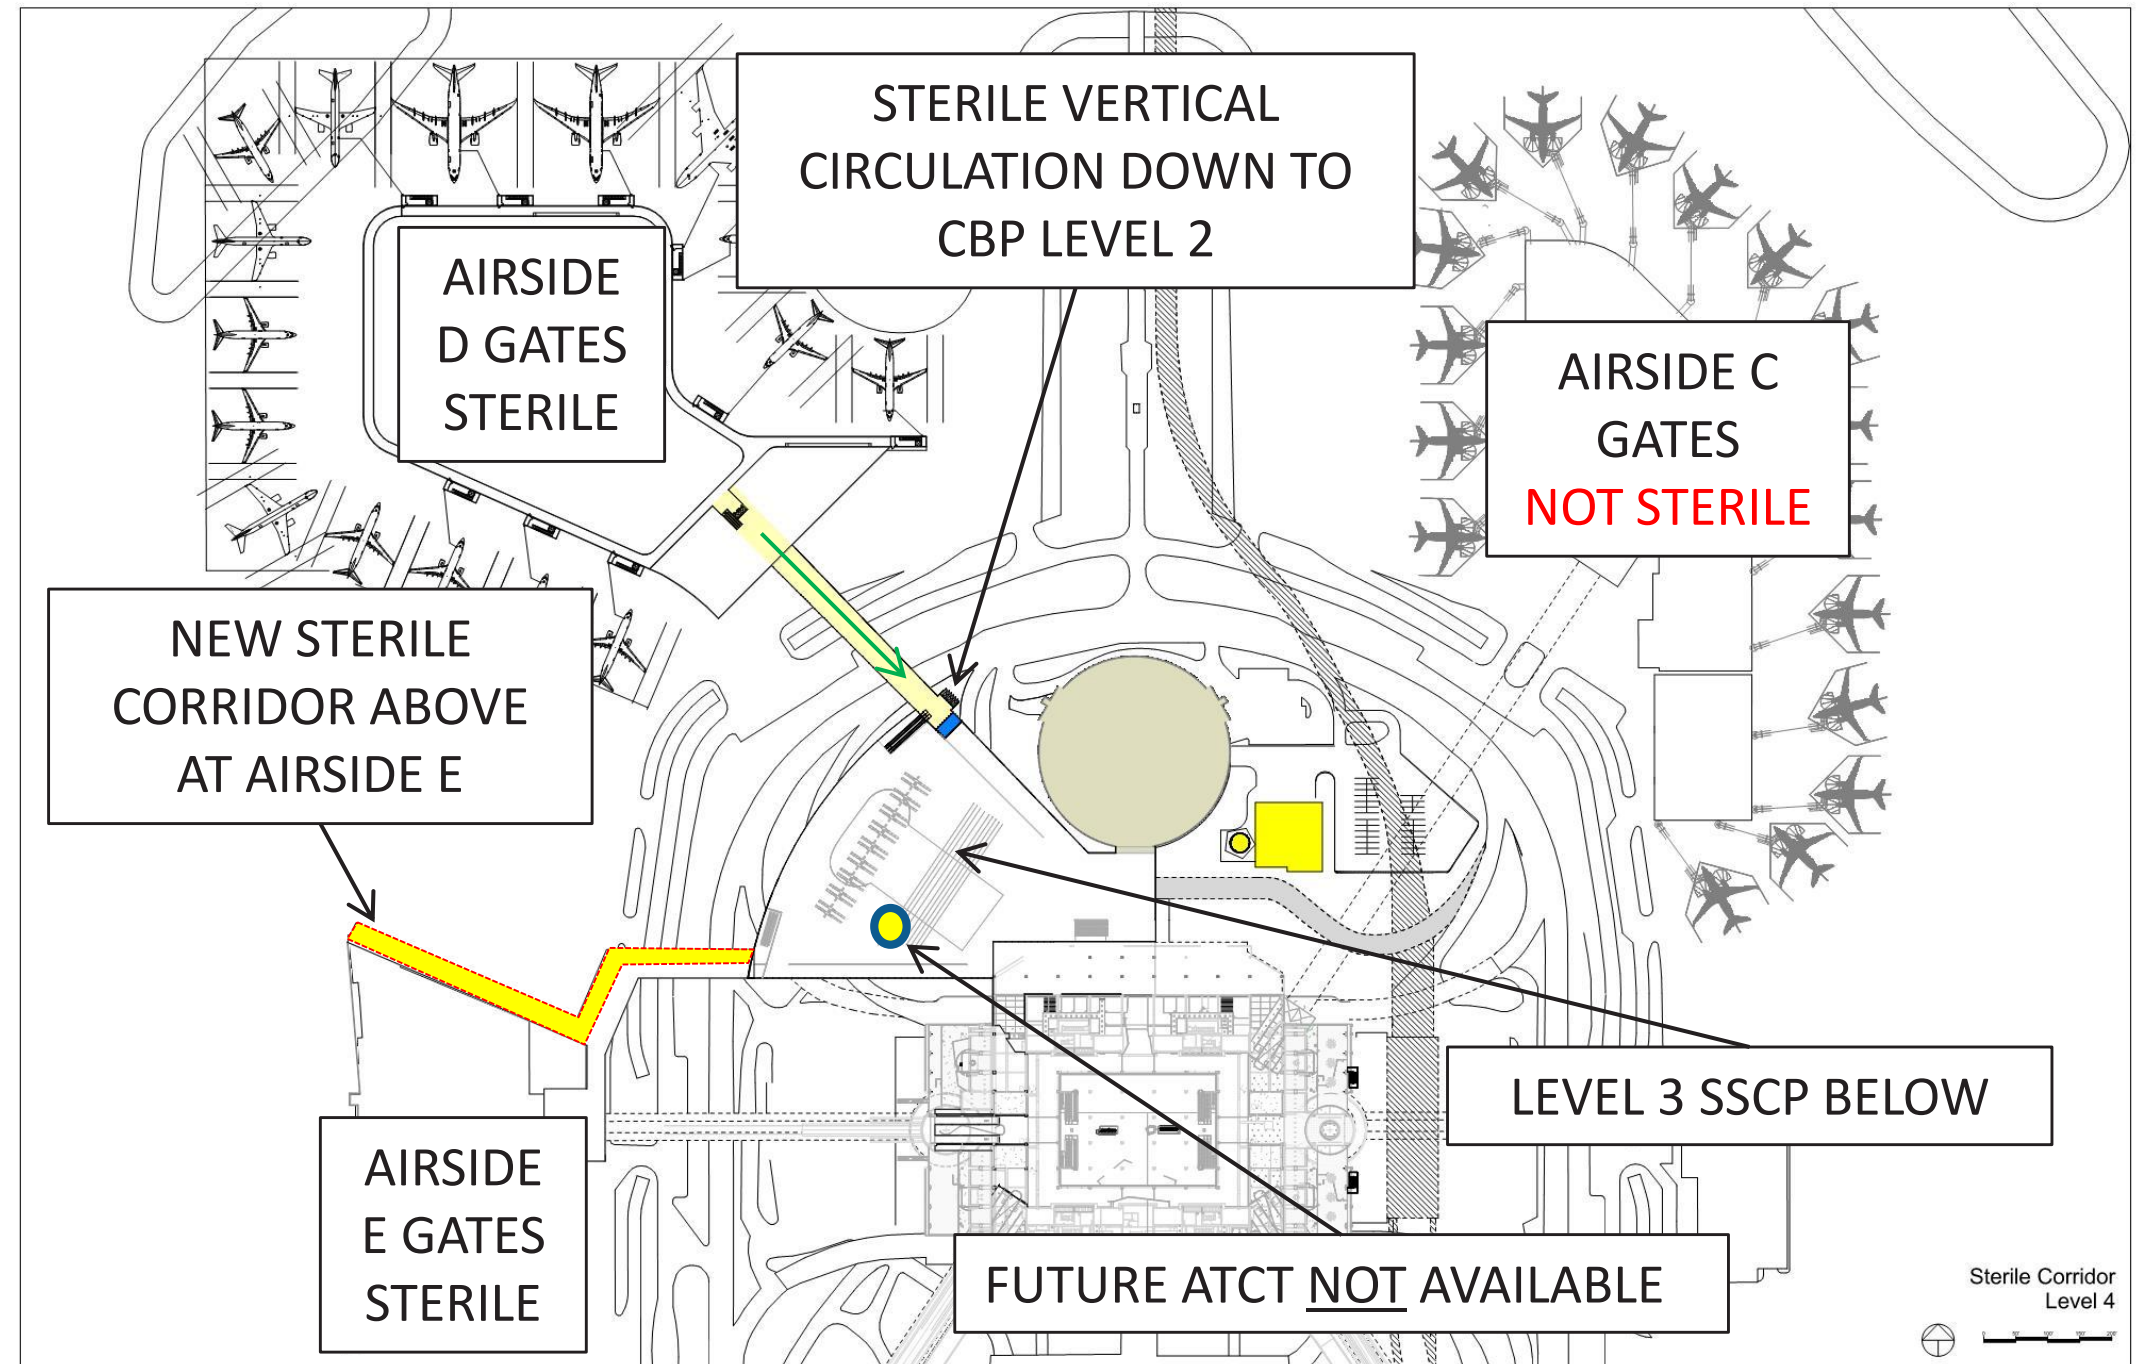 STERILE VERTICAL
CIRCULATION DOWN TO
CBP LEVEL 2
AIRSIDE
D GATES
STERILE
AIRSIDE C
GATES
NOT STERILE
NEW STERILE
CORRIDOR ABOVE
AT AIRSIDE E
LEVEL 3 SSCP BELOW
AIRSIDE
E GATES
STERILE
FUTURE ATCT NOT AVAILABLE
Sterile Corridor
Level 4